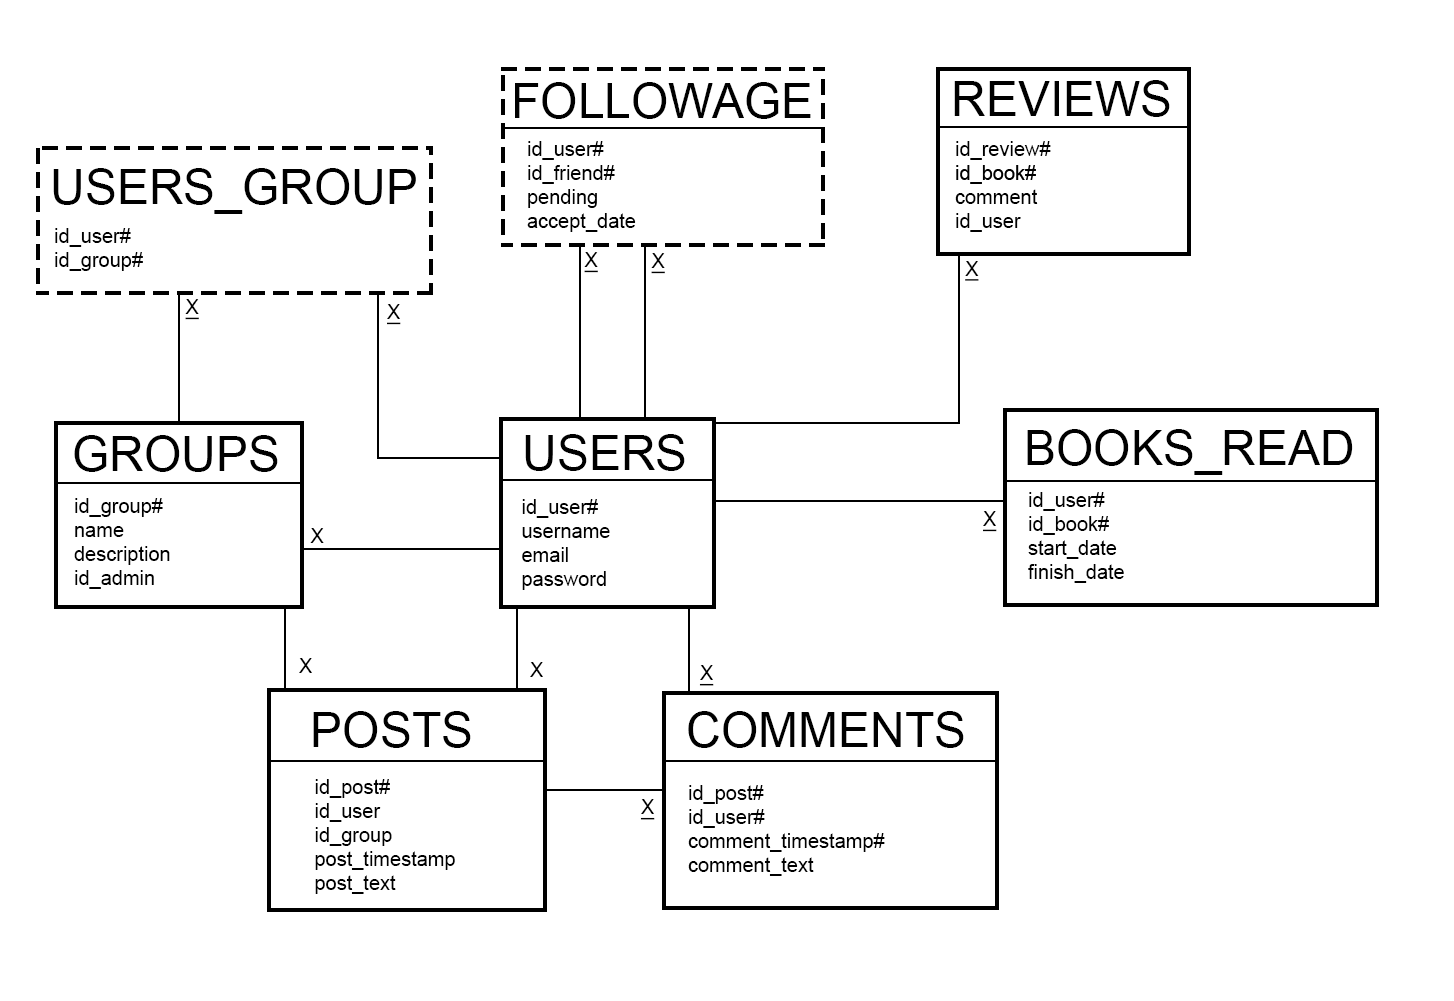 FOLLOWAGE
id_user#
id_friend#
pending
accept_date
X
X
REVIEWS
id_review#
id_book#
comment
id_user
X
USERS_GROUP
id_user#
id_group#
X
X
GROUPS
id_group#
name
description
id_admin
X
USERS
id_user#
username
email
password
BOOKS_READ
id_user#
id_book#
start_date
finish_date
X
X
X
X
POSTS
id_post#
id_user
id_group
post_timestamp
post_text
X
COMMENTS
id_post#
id_user#
comment_timestamp#
comment_text